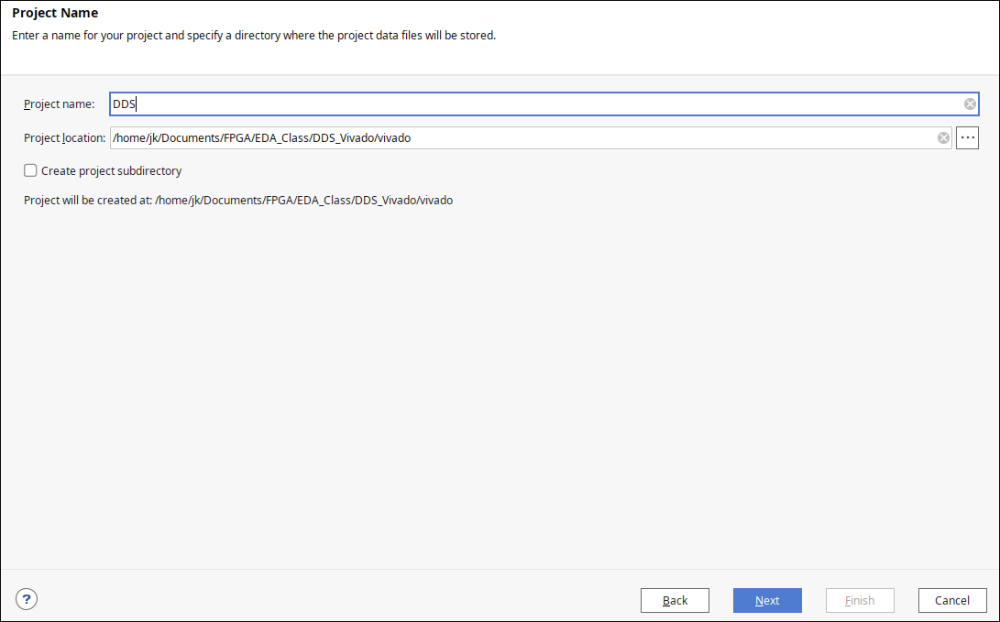 Project Name
Enter a name for your project and specify a directory where the project data files will be stored.
Project name: DDS
Project location: /home/jk/Documents/FPGA/EDA_Class/DDS_Vivado/vivado ···
Create project subdirectory
Project will be created at: /home/jk/Documents/FPGA/EDA_Class/DDS_Vivado/vivado
? Back Next Finish Cancel